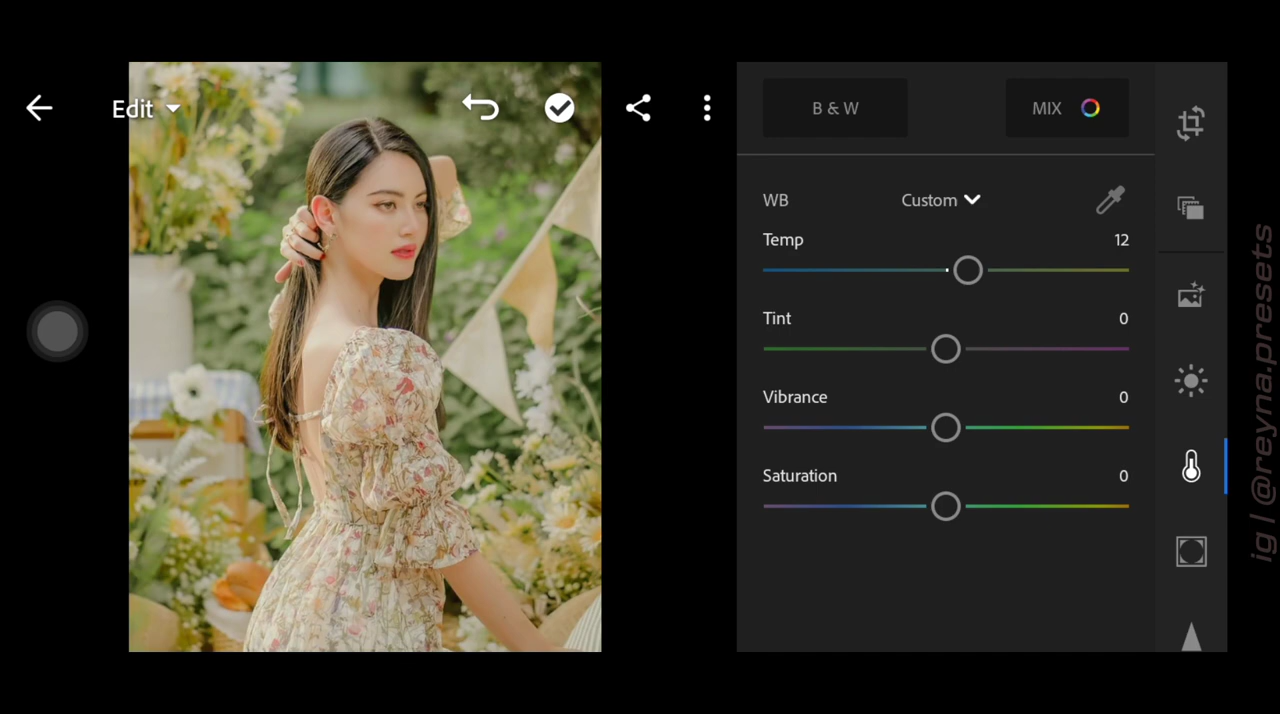 Edit
B & W
MIX
WB
Custom
Temp
12
Tint
0
Vibrance
0
Saturation
0
ig | @reyna.presets